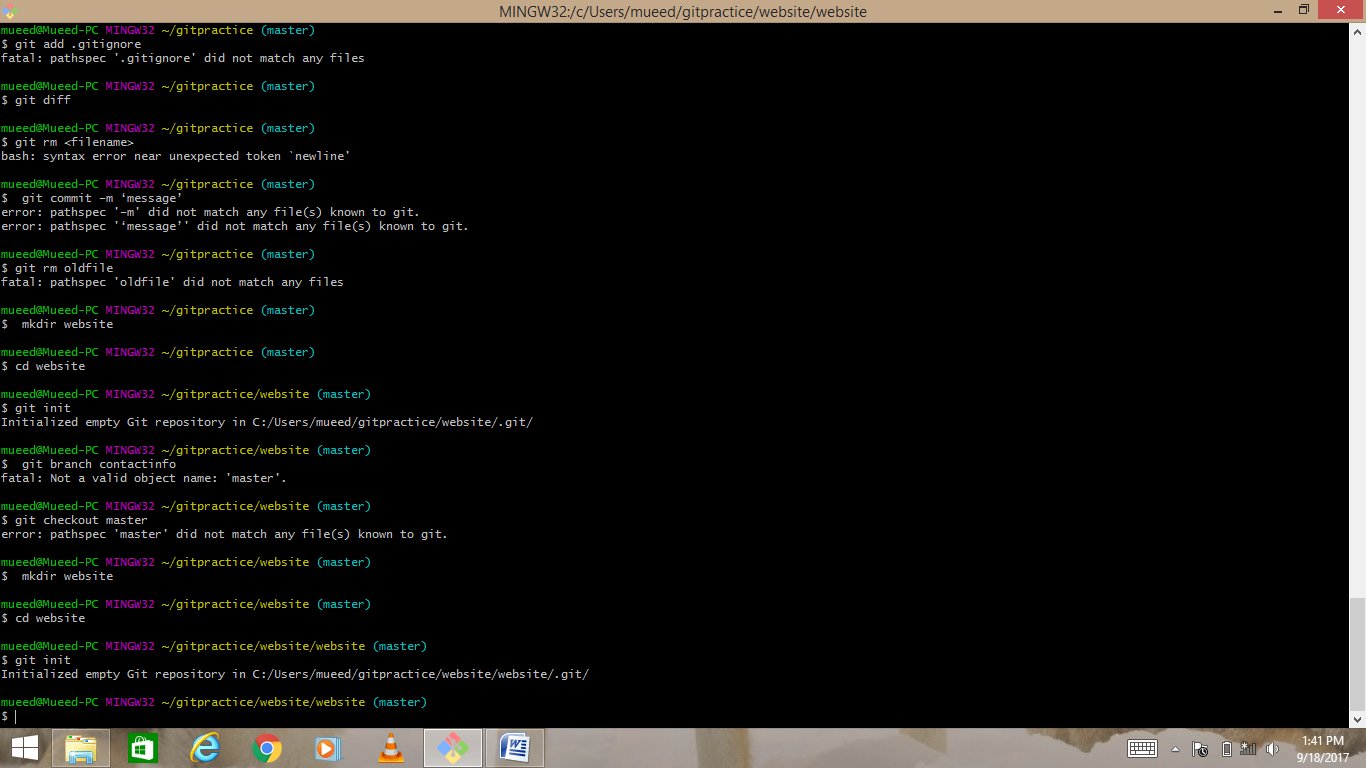 MINGW32:/c/Users/mueed/gitpractice/website/website
mueed@Mueed-PC MINGW32 ~/gitpractice (master)
$ git add .gitignore
fatal: pathspec '.gitignore' did not match any files
mueed@Mueed-PC MINGW32 ~/gitpractice (master)
$ git diff
mueed@Mueed-PC MINGW32 ~/gitpractice (master)
$ git rm <filename>
bash: syntax error near unexpected token `newline'
mueed@Mueed-PC MINGW32 ~/gitpractice (master)
$  git commit –m ‘message’
error: pathspec '–m' did not match any file(s) known to git.
error: pathspec '‘message’' did not match any file(s) known to git.
mueed@Mueed-PC MINGW32 ~/gitpractice (master)
$ git rm oldfile
fatal: pathspec 'oldfile' did not match any files
mueed@Mueed-PC MINGW32 ~/gitpractice (master)
$  mkdir website
mueed@Mueed-PC MINGW32 ~/gitpractice (master)
$ cd website
mueed@Mueed-PC MINGW32 ~/gitpractice/website (master)
$ git init
Initialized empty Git repository in C:/Users/mueed/gitpractice/website/.git/
mueed@Mueed-PC MINGW32 ~/gitpractice/website (master)
$  git branch contactinfo
fatal: Not a valid object name: 'master'.
mueed@Mueed-PC MINGW32 ~/gitpractice/website (master)
$ git checkout master
error: pathspec 'master' did not match any file(s) known to git.
mueed@Mueed-PC MINGW32 ~/gitpractice/website (master)
$  mkdir website
mueed@Mueed-PC MINGW32 ~/gitpractice/website (master)
$ cd website
mueed@Mueed-PC MINGW32 ~/gitpractice/website/website (master)
$ git init
Initialized empty Git repository in C:/Users/mueed/gitpractice/website/website/.git/
mueed@Mueed-PC MINGW32 ~/gitpractice/website/website (master)
$
1:41 PM
9/18/2017